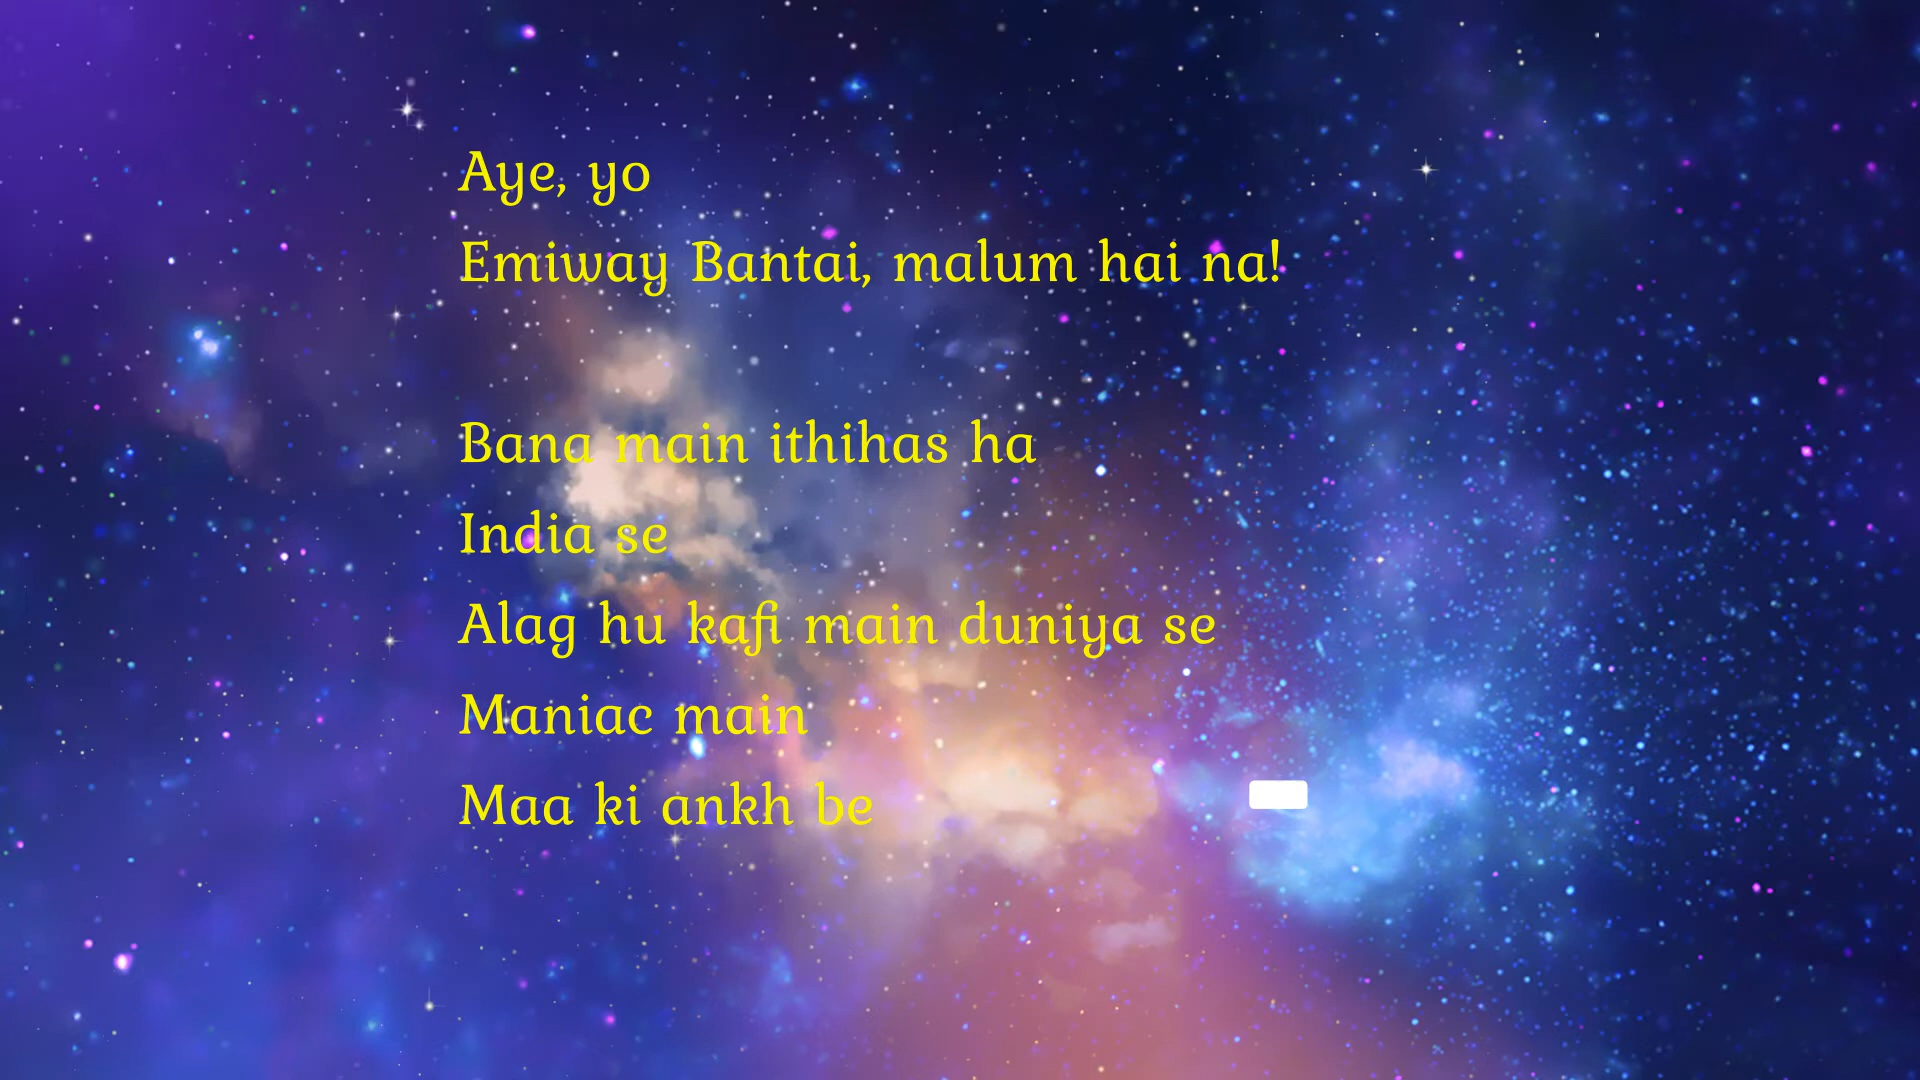 Aye, yo
Emiway Bantai, malum hai na!
Bana main ithihas ha
India se
Alag hu kafi main duniya se
Maniac main
Maa ki ankh be